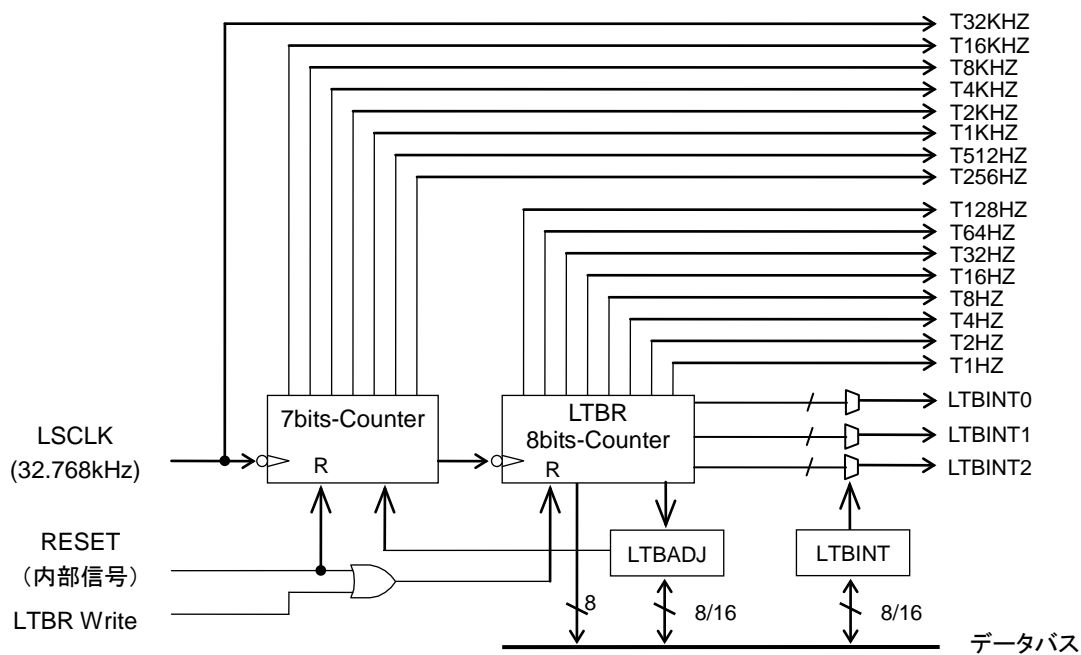 T32KHZ
T16KHZ
T8KHZ
T4KHZ
T2KHZ
T1KHZ
T512HZ
T256HZ
T128HZ
T64HZ
T32HZ
T16HZ
T8HZ
T4HZ
T2HZ
T1HZ
LSCLK
(32.768kHz)
7bits-Counter
R
LTBR
8bits-Counter
R
LTBINT0
LTBINT1
LTBINT2
RESET
（内部信号）
LTBR Write
LTBADJ
LTBINT
8
8/16
8/16
データバス